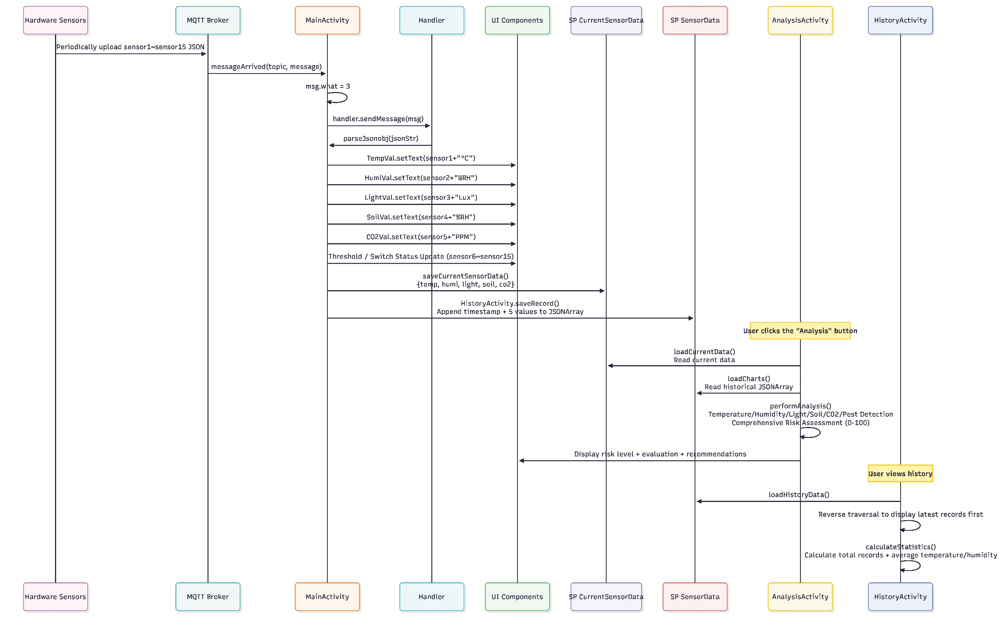 Hardware Sensors
MQTT Broker
MainActivity
Handler
UI Components
SP CurrentSensorData
SP SensorData
AnalysisActivity
HistoryActivity
Periodically upload sensor1~sensor15 JSON
messageArrived(topic, message)
msg.what = 3
handler.sendMessage(msg)
parseJsonobj(jsonStr)
TempVal.setText(sensor1+"°C")
HumiVal.setText(sensor2+"%RH")
LightVal.setText(sensor3+"Lux")
SoilVal.setText(sensor4+"%RH")
CO2Val.setText(sensor5+"PPM")
Threshold / Switch Status Update (sensor6~sensor15)
saveCurrentSensorData()
{temp, humi, light, soil, co2}
HistoryActivity.saveRecord()
Append timestamp + 5 values to JSONArray
User clicks the "Analysis" button
loadCurrentData()
Read current data
loadCharts()
Read historical JSONArray
performAnalysis()
Temperature/Humidity/Light/Soil/CO2/Pest Detection
Comprehensive Risk Assessment (0-100)
Display risk level + evaluation + recommendations
User views history
loadHistoryData()
Reverse traversal to display latest records first
calculateStatistics()
Calculate total records + average temperature/humidity
Hardware Sensors
MQTT Broker
MainActivity
Handler
UI Components
SP CurrentSensorData
SP SensorData
AnalysisActivity
HistoryActivity